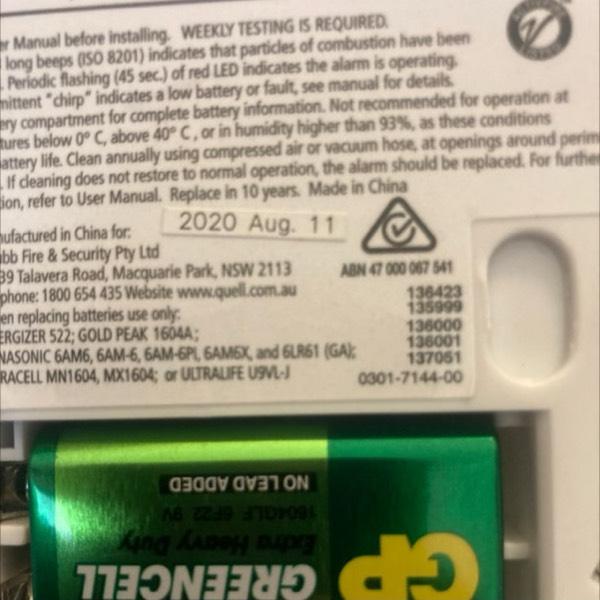 er Manual before installing. WEEKLY TESTING IS REQUIRED.
long beeps (ISO 8201) indicates that particles of combustion have been
. Periodic flashing (45 sec.) of red LED indicates the alarm is operating.
mittent "chirp" indicates a low battery or fault, see manual for details.
ery compartment for complete battery information. Not recommended for operation at
tures below 0° C, above 40° C, or in humidity higher than 93%, as these conditions
attery life. Clean annually using compressed air or vacuum hose, at openings around perim
. If cleaning does not restore to normal operation, the alarm should be replaced. For further
ion, refer to User Manual. Replace in 10 years. Made in China
2020 Aug. 11
nufactured in China for:
ubb Fire & Security Pty Ltd
39 Talavera Road, Macquarie Park, NSW 2113
phone: 1800 654 435 Website www.quell.com.au
en replacing batteries use only:
ERGIZER 522; GOLD PEAK 1604A;
NASONIC 6AM6, 6AM-6, 6AM-6PI, 6AM6X, and 6LR61 (GA);
RACELL MN1604, MX1604; or ULTRALIFE U9VL-J
ABN 47 000 067 541
136423
135999
136000
136001
137051
0301-7144-00
NO LEAD ADDED
1604GLF 6F22 9V
Extra Heavy Duty
GREENCELL
GP